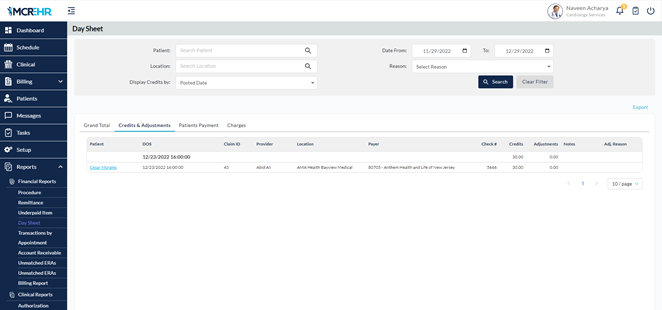 MCREHR
Naveen Acharya
Cardiology Services
Dashboard
Schedule
Clinical
Billing
Patients
Messages
Tasks
Setup
Reports
Financial Reports
Procedure
Remittance
Underpaid Item
Day Sheet
Transactions by
Appointment
Account Receivable
Unmatched ERAs
Unmatched ERAs
Billing Report
Clinical Reports
Authorization
Day Sheet
Patient: Search Patient
Date From: 11/29/2022 To: 12/29/2022
Location: Search Location
Reason: Select Reason
Display Credits by: Posted Date
Search Clear Filter
Export
Grand Total Credits & Adjustments Patients Payment Charges
Patient DOS Claim ID Provider Location Payer Check # Credits Adjustments Notes Adj. Reason
12/23/2022 16:00:00 30.00 0.00
12/23/2022 16:00:00 43 Abid Ali AMA Health Bayview Medical 80705 - Anthem Health and Life of New Jersey 5666 30.00 0.00
1 10 / page